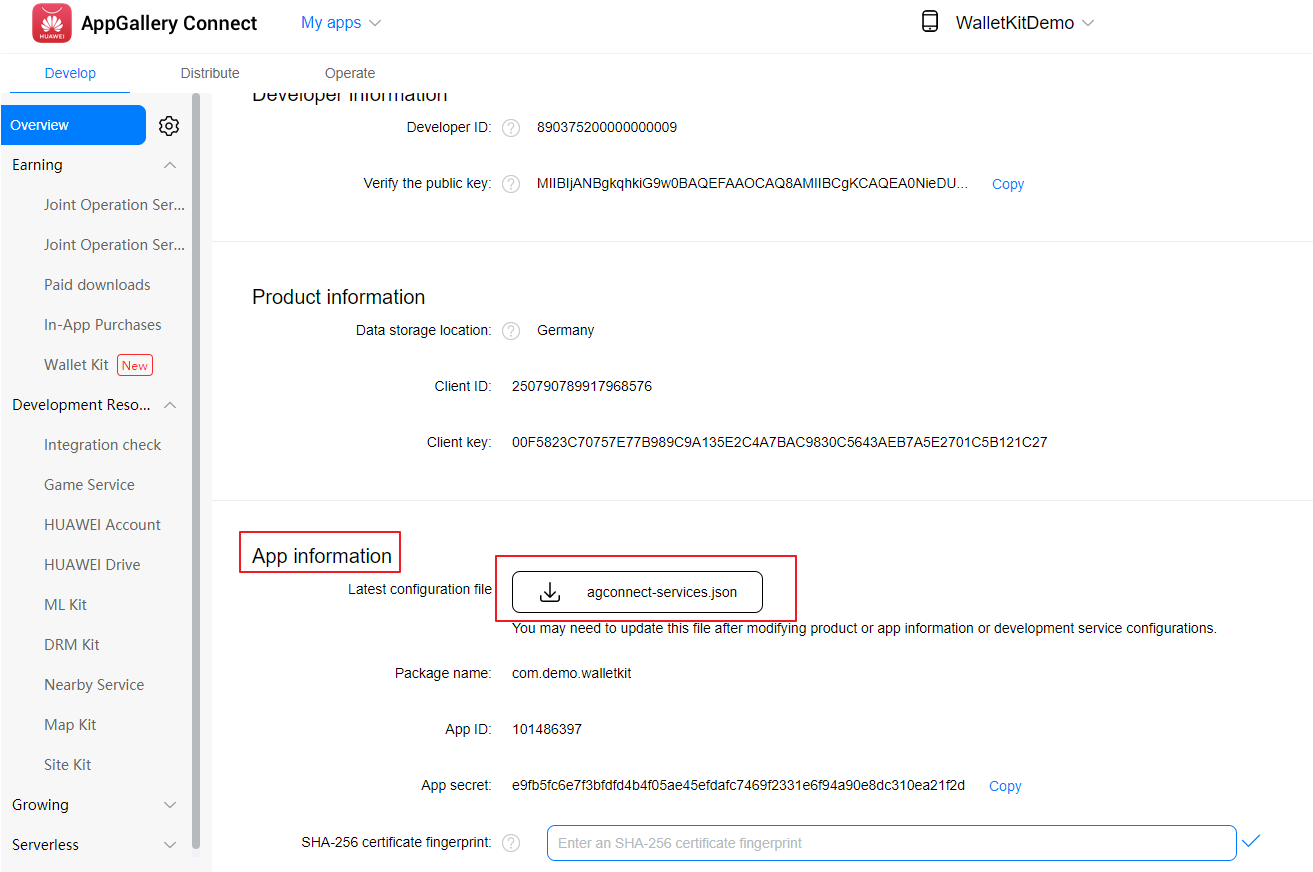 HUAWEI
AppGallery Connect
My apps
WalletKitDemo
Develop
Distribute
Operate
Overview
Earning
Joint Operation Ser...
Joint Operation Ser...
Paid downloads
In-App Purchases
Wallet Kit New
Development Reso...
Integration check
Game Service
HUAWEI Account
HUAWEI Drive
ML Kit
DRM Kit
Nearby Service
Map Kit
Site Kit
Growing
Serverless
Developer information
Developer ID: ? 890375200000000009
Verify the public key: ? MIIBIjANBgkqhkiG9w0BAQEFAAOCAQ8AMIIBCgKCAQEA0NieDU... Copy
Product information
Data storage location: ? Germany
Client ID: 250790789917968576
Client key: 00F5823C70757E77B989C9A135E2C4A7BAC9830C5643AEB7A5E2701C5B121C27
App information
Latest configuration file agconnect-services.json
You may need to update this file after modifying product or app information or development service configurations.
Package name: com.demo.walletkit
App ID: 101486397
App secret: e9fb5fc6e7f3bfdfd4b4f05ae45efdafc7469f2331e6f94a90e8dc310ea21f2d Copy
SHA-256 certificate fingerprint: ? Enter an SHA-256 certificate fingerprint